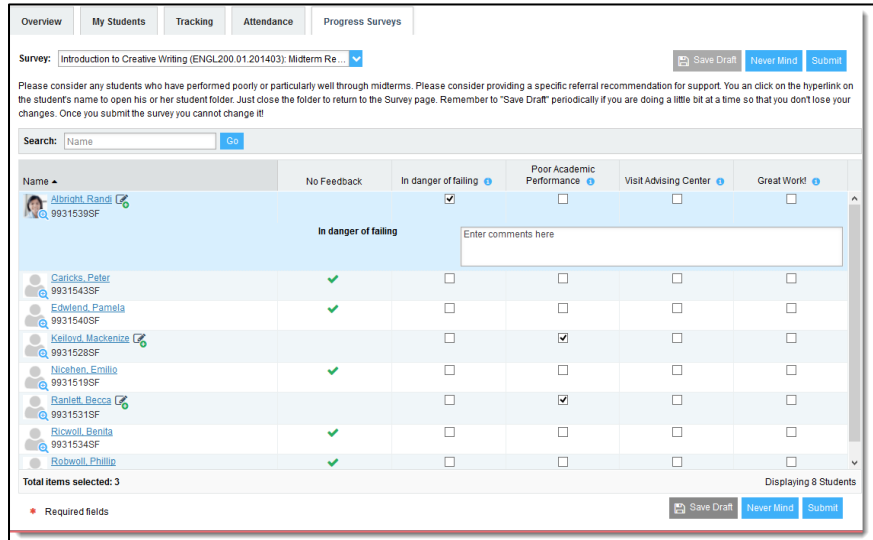 Overview My Students Tracking Attendance Progress Surveys
Survey: Introduction to Creative Writing (ENGL200.01.201403): Midterm Re... Save Draft Never Mind Submit
Please consider any students who have performed poorly or particularly well through midterms. Please consider providing a specific referral recommendation for support. You an click on the hyperlink on
the student's name to open his or her student folder. Just close the folder to return to the Survey page. Remember to "Save Draft" periodically if you are doing a little bit at a time so that you don't lose your
changes. Once you submit the survey you cannot change it!
Search: Name Go
Name No Feedback In danger of failing Poor Academic Performance Visit Advising Center Great Work!
Albright, Randi
9931539SF
In danger of failing Enter comments here
Caricks, Peter
9931543SF
Edwlend, Pamela
9931540SF
Keiloyd, Mackenize
9931528SF
Nicehen, Emilio
9931519SF
Ranlett, Becca
9931531SF
Ricwoll, Benita
9931534SF
Robwoll, Phillip
Total items selected: 3 Displaying 8 Students
* Required fields Save Draft Never Mind Submit